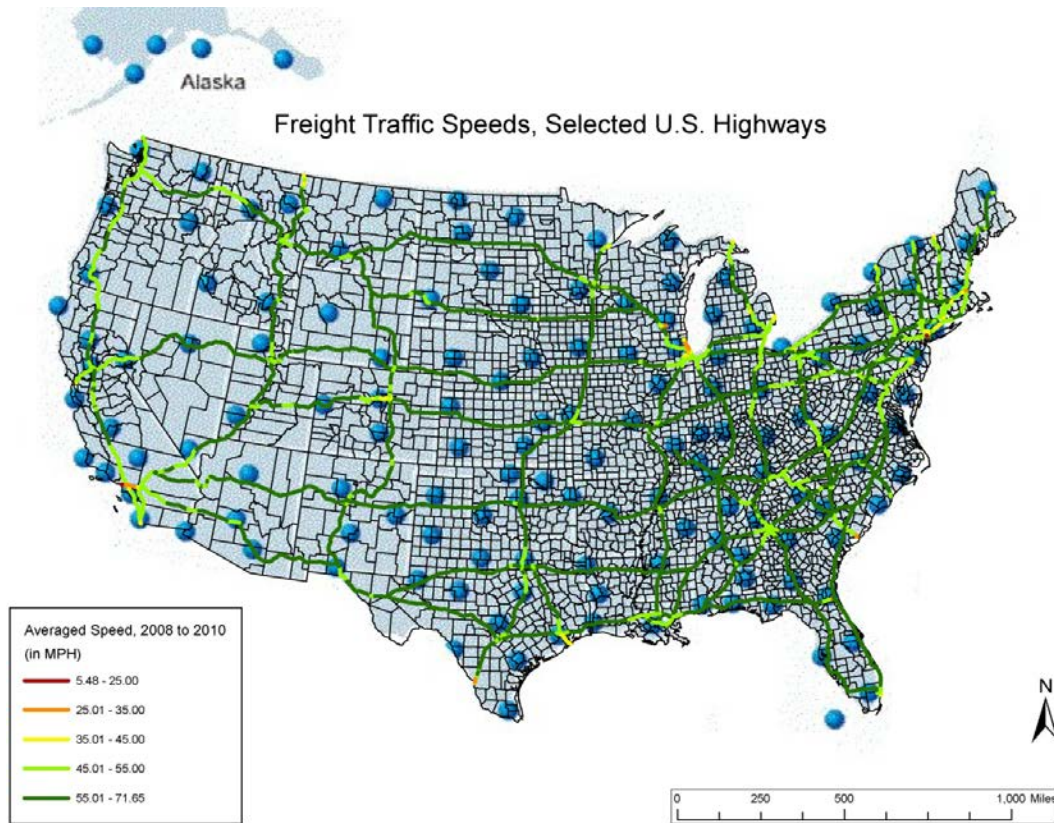 Alaska
Freight Traffic Speeds, Selected U.S. Highways
Averaged Speed, 2008 to 2010
(in MPH)
5.48 - 25.00
25.01 - 35.00
35.01 - 45.00
45.01 - 55.00
55.01 - 71.65
N
0 250 500 1,000 Miles